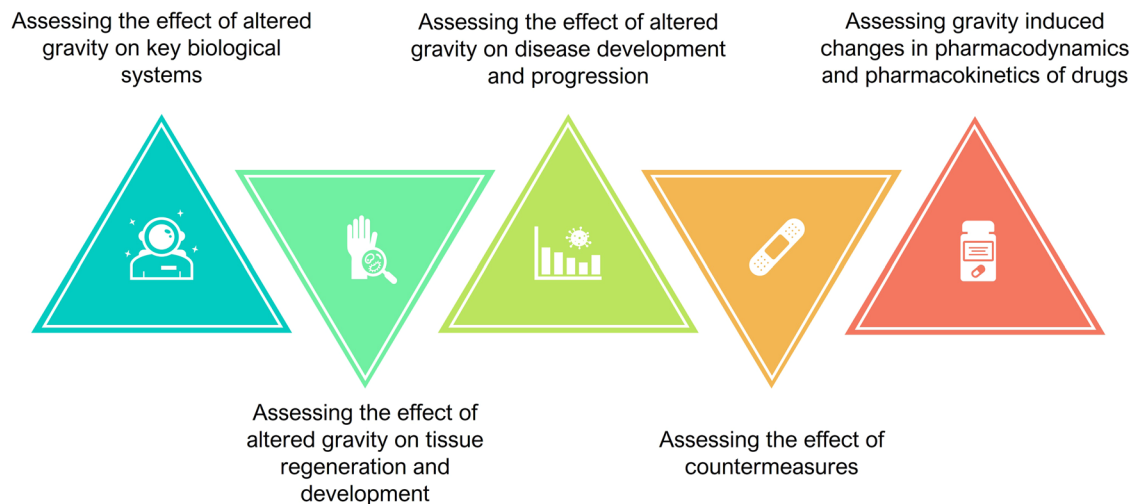 Assessing the effect of altered
gravity on key biological
systems
Assessing the effect of
altered gravity on tissue
regeneration and
development
Assessing the effect of altered
gravity on disease development
and progression
Assessing the effect of
countermeasures
Assessing gravity induced
changes in pharmacodynamics
and pharmacokinetics of drugs